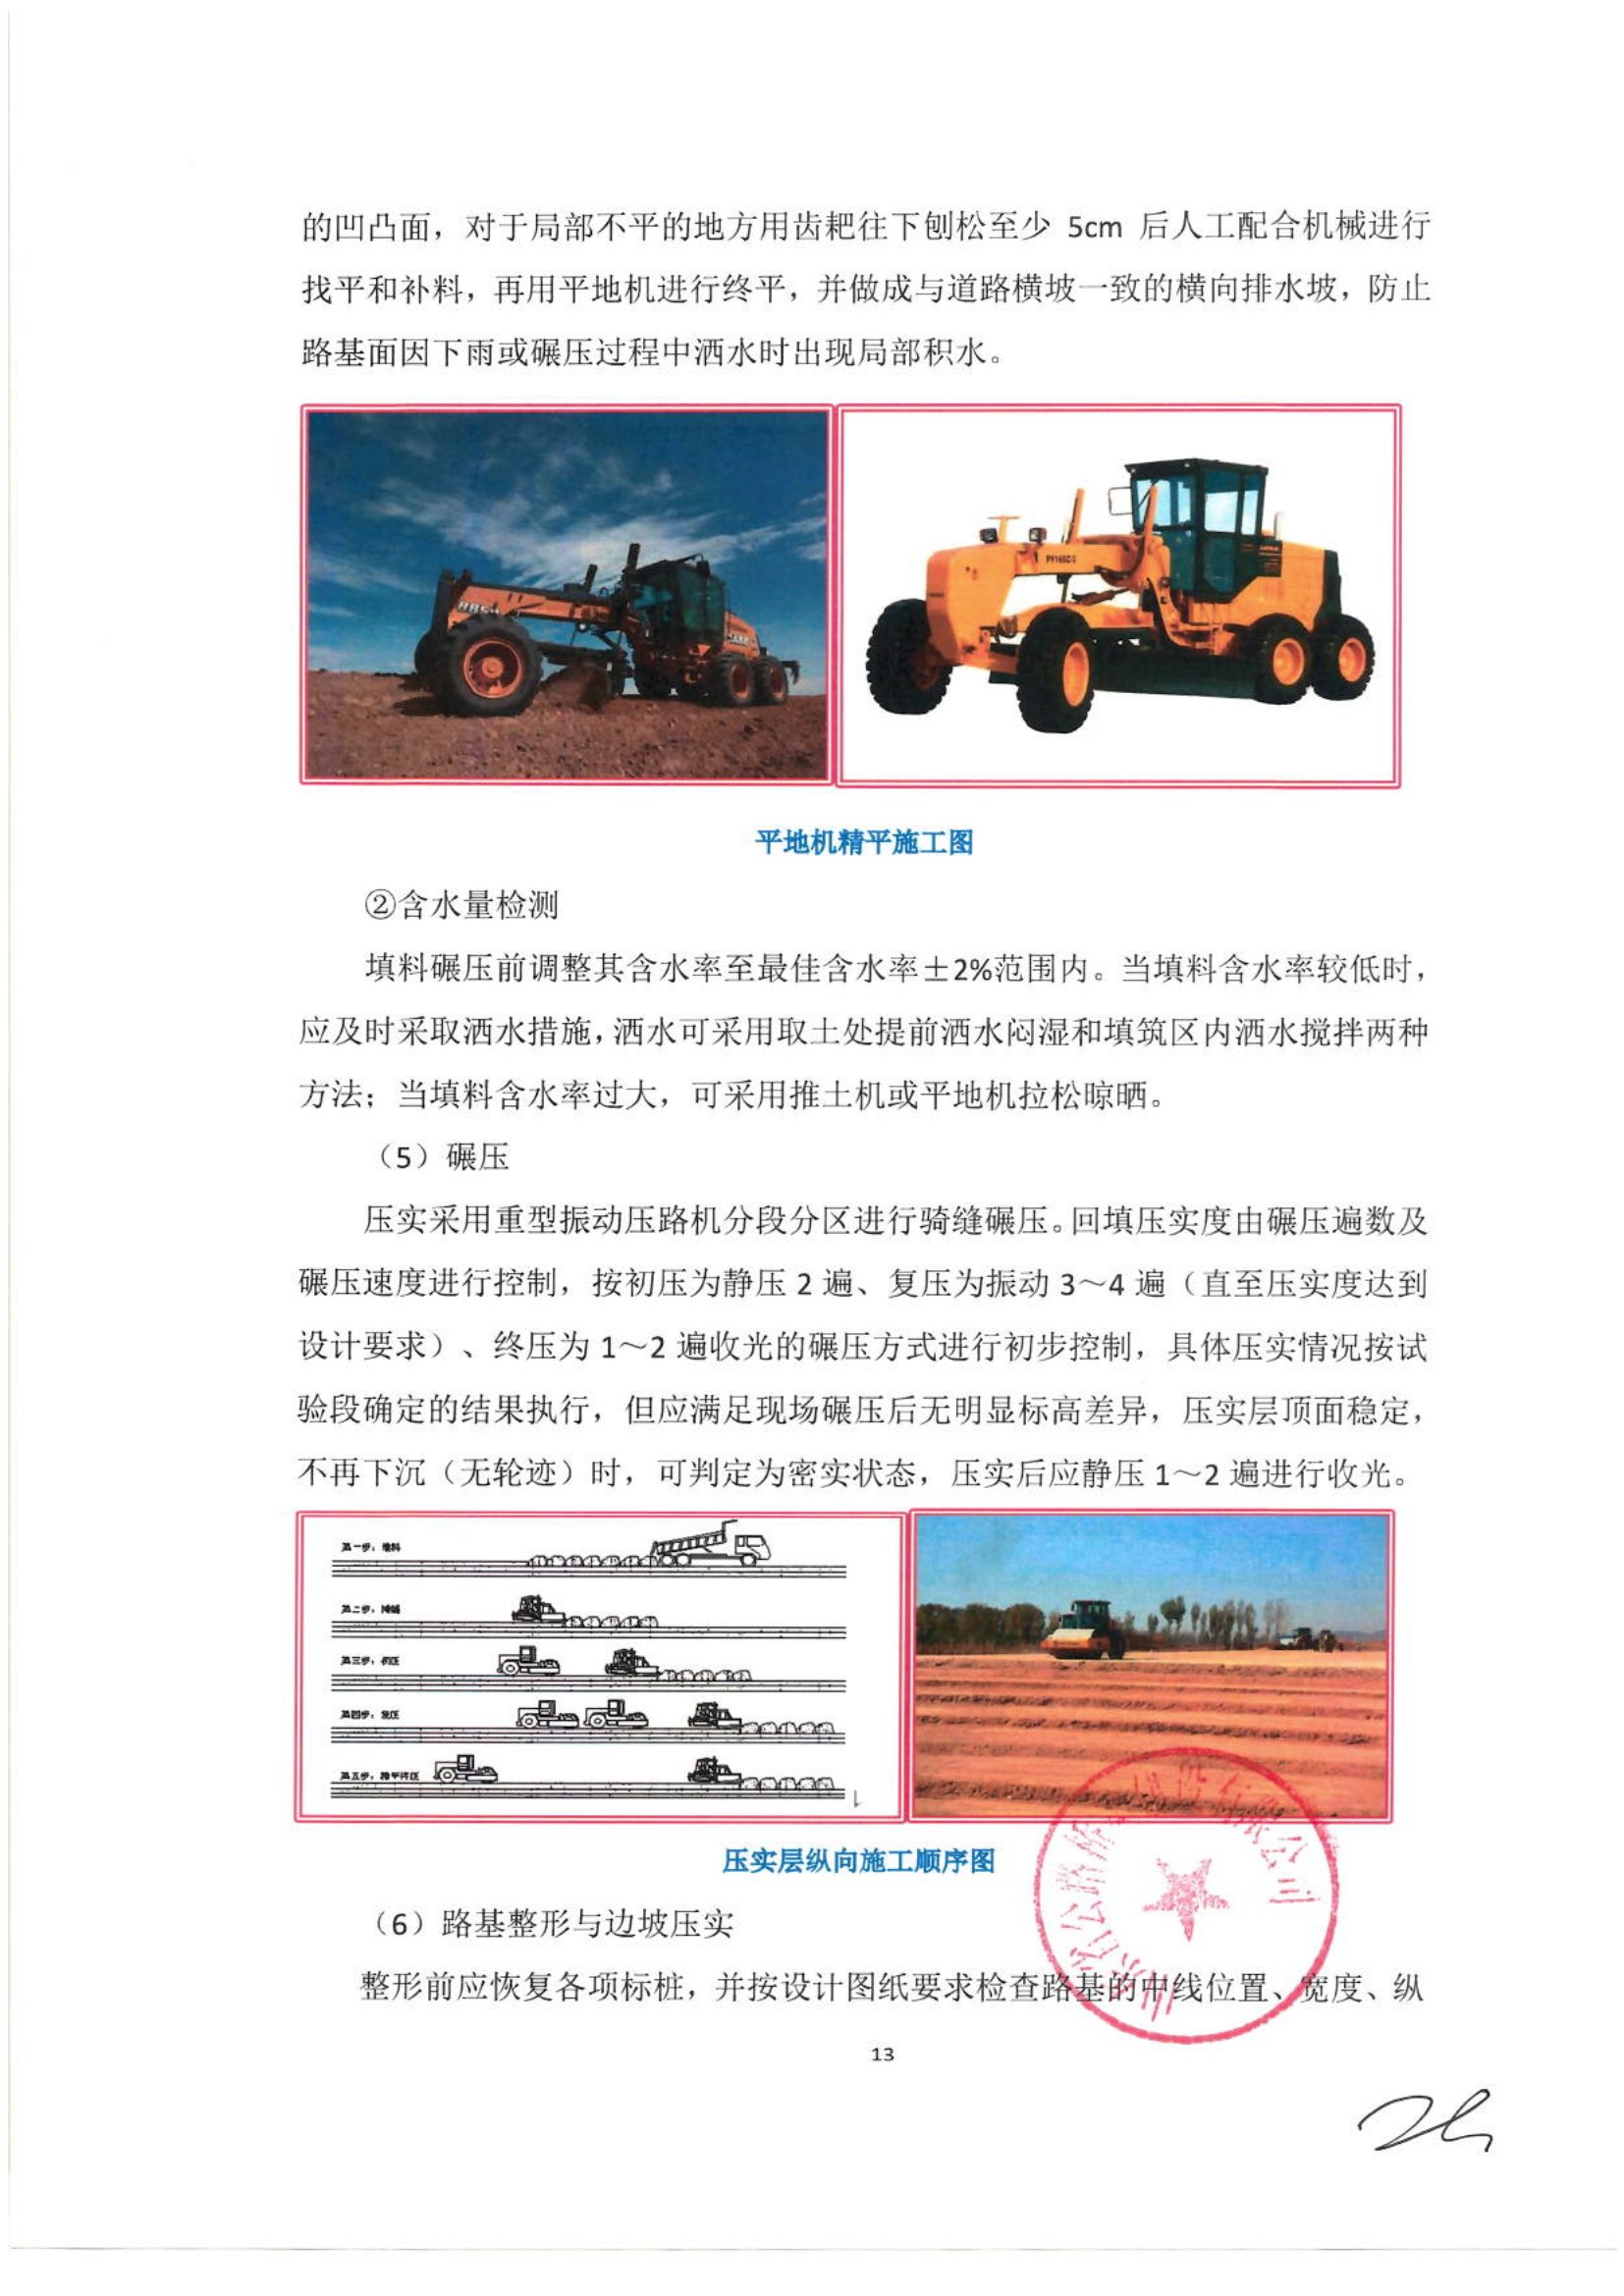 的凹凸面，对于局部不平的地方用齿耙往下刨松至少 5cm 后人工配合机械进行
找平和补料，再用平地机进行终平，并做成与道路横坡一致的横向排水坡，防止
路基面因下雨或碾压过程中洒水时出现局部积水。
PY160C-3
平地机精平施工图
②含水量检测
填料碾压前调整其含水率至最佳含水率±2%范围内。当填料含水率较低时，
应及时采取洒水措施，洒水可采用取土处提前洒水闷湿和填筑区内洒水搅拌两种
方法；当填料含水率过大，可采用推土机或平地机拉松晾晒。
（5）碾压
压实采用重型振动压路机分段分区进行骑缝碾压。回填压实度由碾压遍数及
碾压速度进行控制，按初压为静压 2 遍、复压为振动 3～4 遍（直至压实度达到
设计要求）、终压为 1～2 遍收光的碾压方式进行初步控制，具体压实情况按试
验段确定的结果执行，但应满足现场碾压后无明显标高差异，压实层顶面稳定，
不再下沉（无轮迹）时，可判定为密实状态，压实后应静压 1～2 遍进行收光。
第一步：堆料
第二步：摊铺
第三步：初压
第四步：复压
第五步：精平终压
压实层纵向施工顺序图
（6）路基整形与边坡压实
整形前应恢复各项标桩，并按设计图纸要求检查路基的中线位置、宽度、纵
13